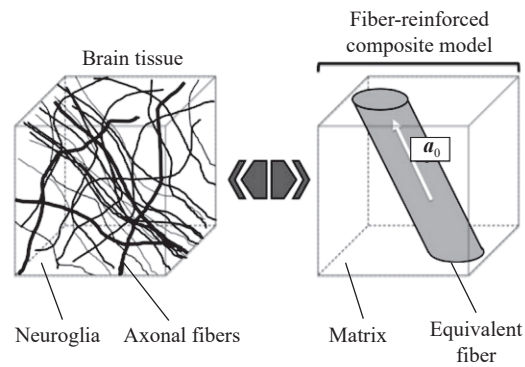 Fiber-reinforced
composite model
Brain tissue
a₀
Neuroglia
Axonal fibers
Matrix
Equivalent
fiber